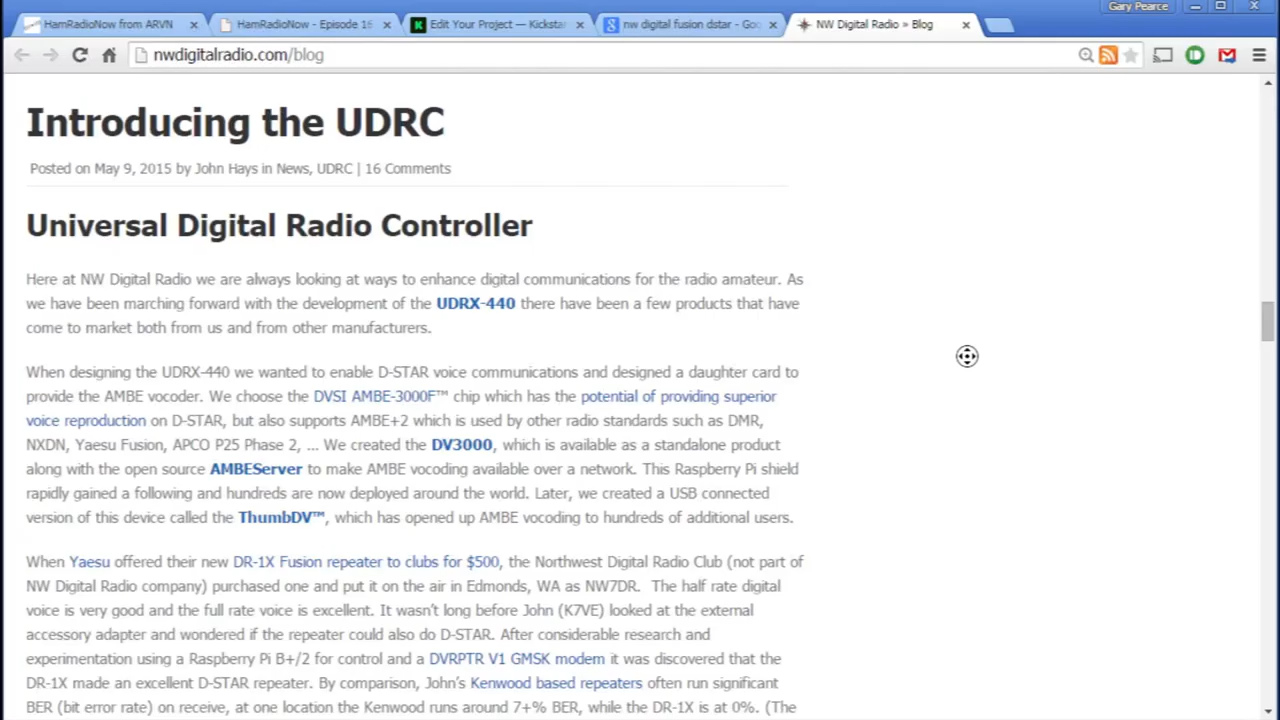 Gary Pearce
HamRadioNow from ARVN
HamRadioNow - Episode 16
Edit Your Project — Kickstar
nw digital fusion dstar - Goo
NW Digital Radio » Blog
nwdigitalradio.com/blog
Introducing the UDRC
Posted on May 9, 2015 by John Hays in News, UDRC | 16 Comments
Universal Digital Radio Controller
Here at NW Digital Radio we are always looking at ways to enhance digital communications for the radio amateur. As
we have been marching forward with the development of the UDRX-440 there have been a few products that have
come to market both from us and from other manufacturers.
When designing the UDRX-440 we wanted to enable D-STAR voice communications and designed a daughter card to
provide the AMBE vocoder. We choose the DVSI AMBE-3000F™ chip which has the potential of providing superior
voice reproduction on D-STAR, but also supports AMBE+2 which is used by other radio standards such as DMR,
NXDN, Yaesu Fusion, APCO P25 Phase 2, ... We created the DV3000, which is available as a standalone product
along with the open source AMBEServer to make AMBE vocoding available over a network. This Raspberry Pi shield
rapidly gained a following and hundreds are now deployed around the world. Later, we created a USB connected
version of this device called the ThumbDV™, which has opened up AMBE vocoding to hundreds of additional users.
When Yaesu offered their new DR-1X Fusion repeater to clubs for $500, the Northwest Digital Radio Club (not part of
NW Digital Radio company) purchased one and put it on the air in Edmonds, WA as NW7DR.  The half rate digital
voice is very good and the full rate voice is excellent. It wasn't long before John (K7VE) looked at the external
accessory adapter and wondered if the repeater could also do D-STAR. After considerable research and
experimentation using a Raspberry Pi B+/2 for control and a DVRPTR V1 GMSK modem it was discovered that the
DR-1X made an excellent D-STAR repeater. By comparison, John's Kenwood based repeaters often run significant
BER (bit error rate) on receive, at one location the Kenwood runs around 7+% BER, while the DR-1X is at 0%. (The